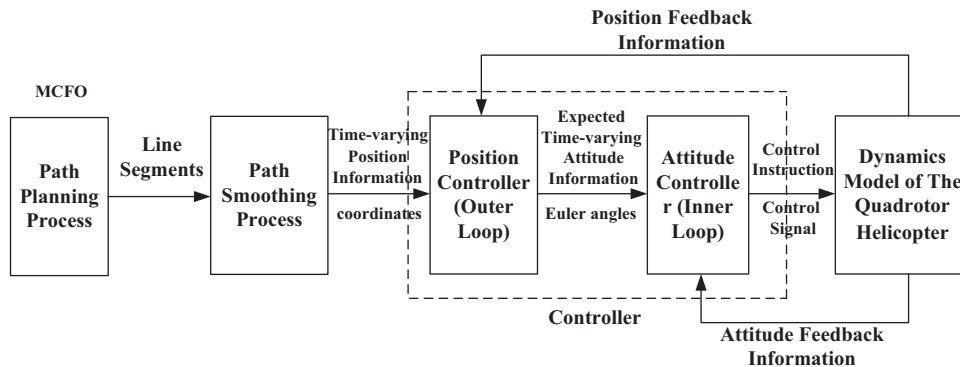 Position Feedback
Information
MCFO
Path
Planning
Process
Line
Segments
Path
Smoothing
Process
Time-varying
Position
Information
coordinates
Position
Controller
(Outer
Loop)
Expected
Time-varying
Attitude
Information
Euler angles
Attitude
Controlle
r (Inner
Loop)
Control
Instruction
Control
Signal
Dynamics
Model of The
Quadrotor
Helicopter
Controller
Attitude Feedback
Information